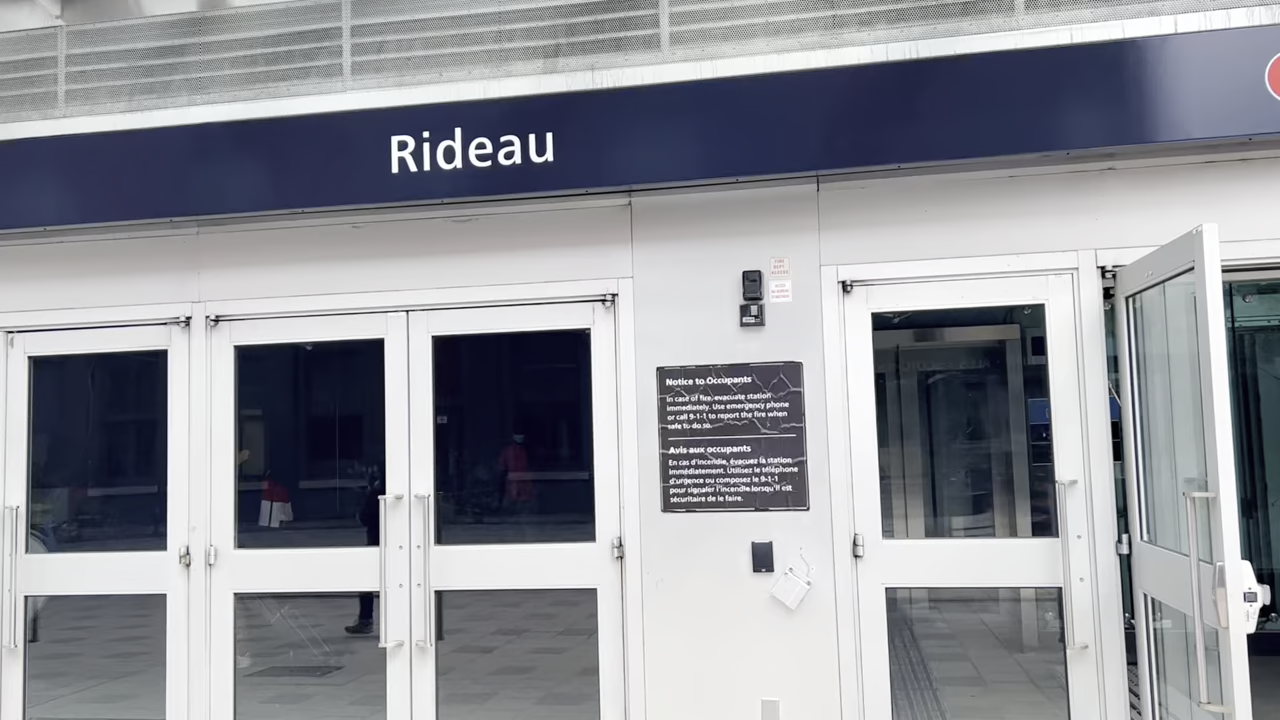 Rideau
FIRE
DEPT.
ACCESS
Notice to Occupants
In case of fire, evacuate station
immediately. Use emergency phone
or call 9-1-1 to report the fire when
safe to do so.
Avis aux occupants
En cas d'incendie, évacuez la station
immédiatement. Utilisez le téléphone
d'urgence ou composez le 9-1-1
pour signaler l'incendie lorsqu'il est
sécuritaire de le faire.